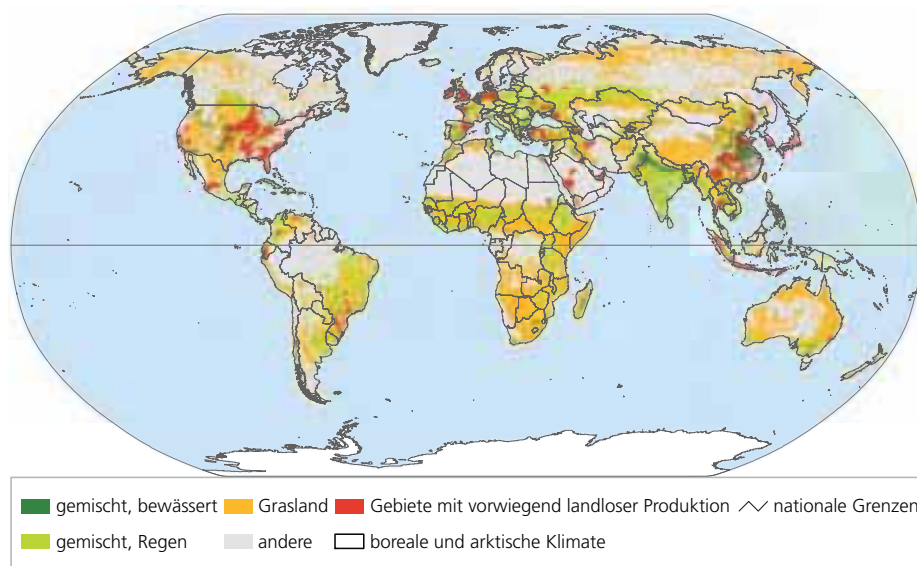 gemischt, bewässert Grasland Gebiete mit vorwiegend landloser Produktion nationale Grenzen
gemischt, Regen andere boreale und arktische Klimate